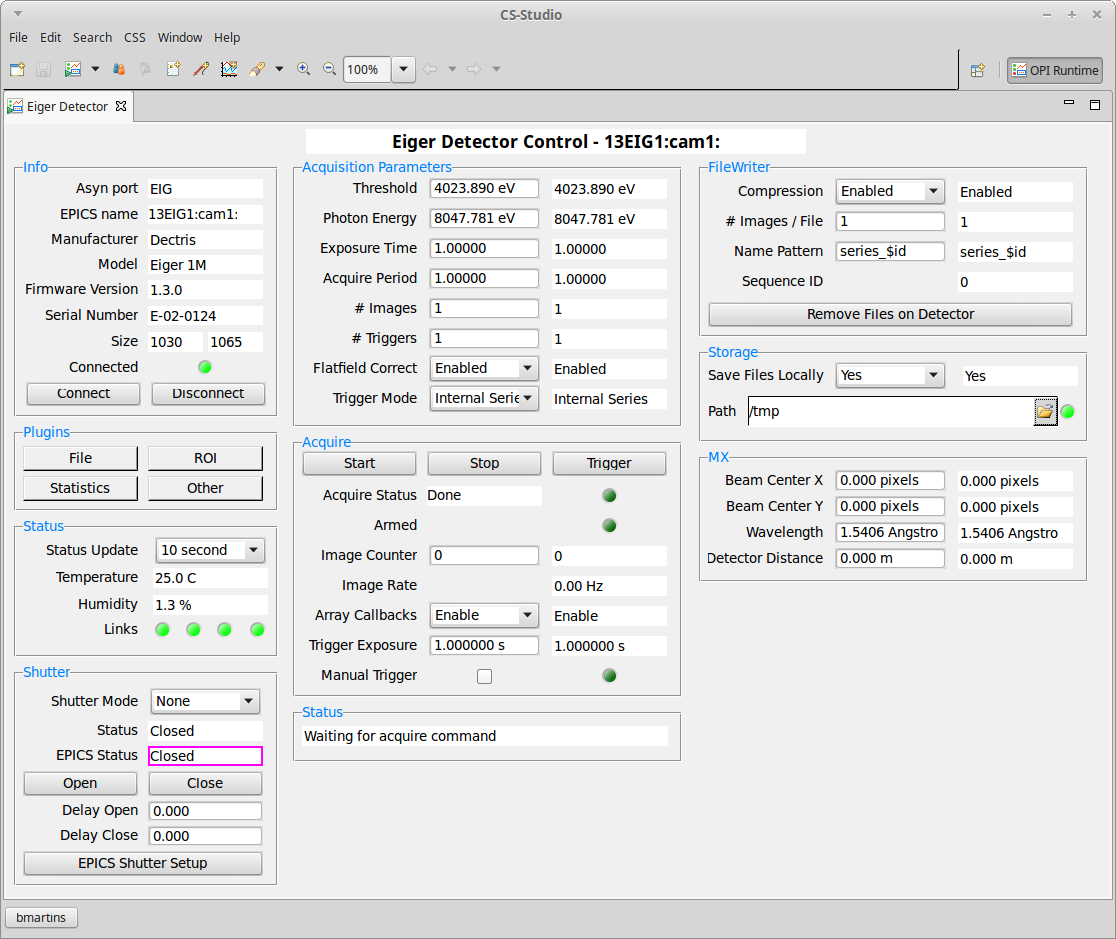 CS-Studio
File Edit Search CSS Window Help
100%
OPI Runtime
Eiger Detector
Eiger Detector Control - 13EIG1:cam1:
Info
Asyn port EIG
EPICS name 13EIG1:cam1:
Manufacturer Dectris
Model Eiger 1M
Firmware Version 1.3.0
Serial Number E-02-0124
Size 1030 1065
Connected
Connect Disconnect
Plugins
File ROI
Statistics Other
Status
Status Update 10 second
Temperature 25.0 C
Humidity 1.3 %
Links
Shutter
Shutter Mode None
Status Closed
EPICS Status Closed
Open Close
Delay Open 0.000
Delay Close 0.000
EPICS Shutter Setup
Acquisition Parameters
Threshold 4023.890 eV 4023.890 eV
Photon Energy 8047.781 eV 8047.781 eV
Exposure Time 1.00000 1.00000
Acquire Period 1.00000 1.00000
# Images 1 1
# Triggers 1 1
Flatfield Correct Enabled Enabled
Trigger Mode Internal Serie Internal Series
Acquire
Start Stop Trigger
Acquire Status Done
Armed
Image Counter 0 0
Image Rate 0.00 Hz
Array Callbacks Enable Enable
Trigger Exposure 1.000000 s 1.000000 s
Manual Trigger
Status
Waiting for acquire command
FileWriter
Compression Enabled Enabled
# Images / File 1 1
Name Pattern series_$id series_$id
Sequence ID 0
Remove Files on Detector
Storage
Save Files Locally Yes Yes
Path /tmp
MX
Beam Center X 0.000 pixels 0.000 pixels
Beam Center Y 0.000 pixels 0.000 pixels
Wavelength 1.5406 Angstro 1.5406 Angstro
Detector Distance 0.000 m 0.000 m
bmartins